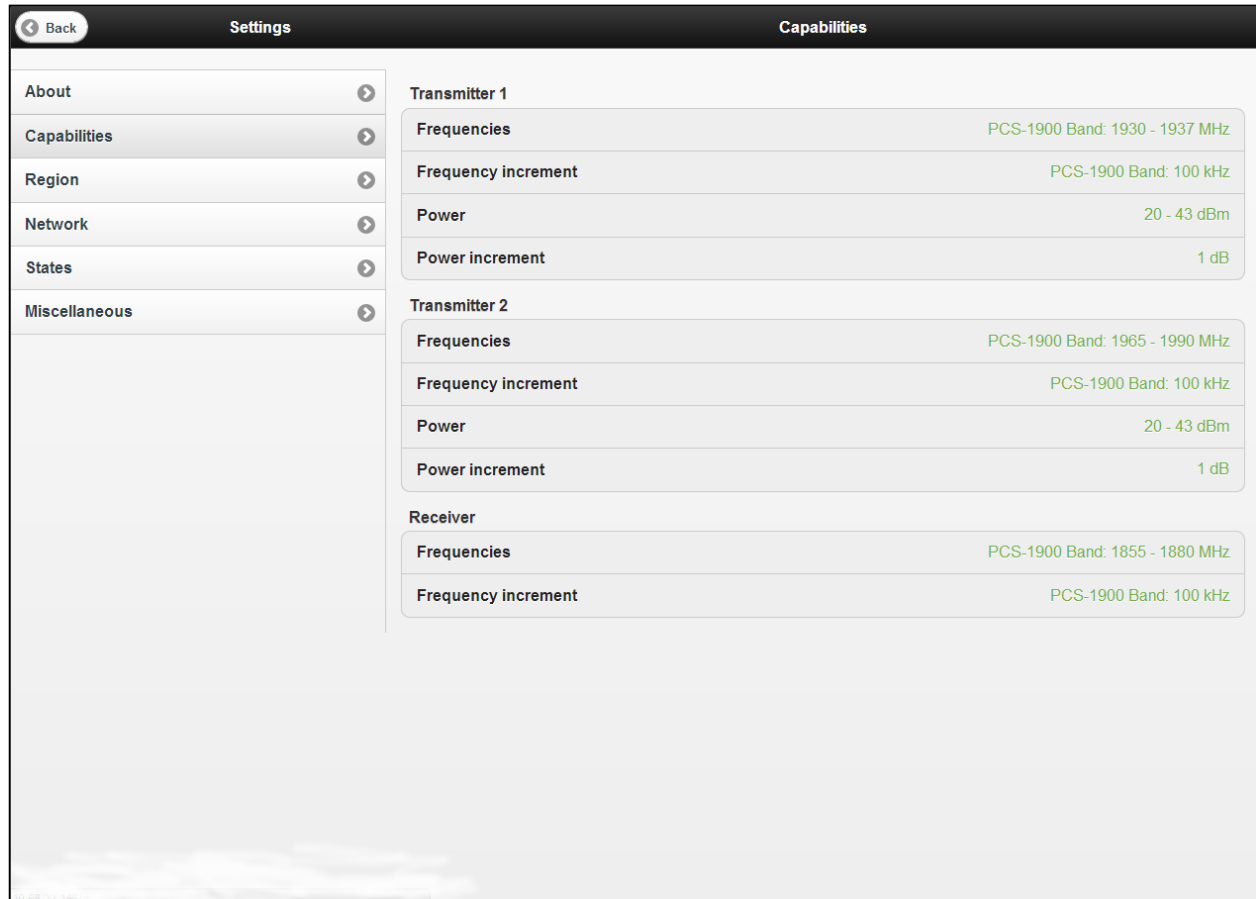 Back
Settings
Capabilities
About
Capabilities
Region
Network
States
Miscellaneous
Transmitter 1
Frequencies PCS-1900 Band: 1930 - 1937 MHz
Frequency increment PCS-1900 Band: 100 kHz
Power 20 - 43 dBm
Power increment 1 dB
Transmitter 2
Frequencies PCS-1900 Band: 1965 - 1990 MHz
Frequency increment PCS-1900 Band: 100 kHz
Power 20 - 43 dBm
Power increment 1 dB
Receiver
Frequencies PCS-1900 Band: 1855 - 1880 MHz
Frequency increment PCS-1900 Band: 100 kHz